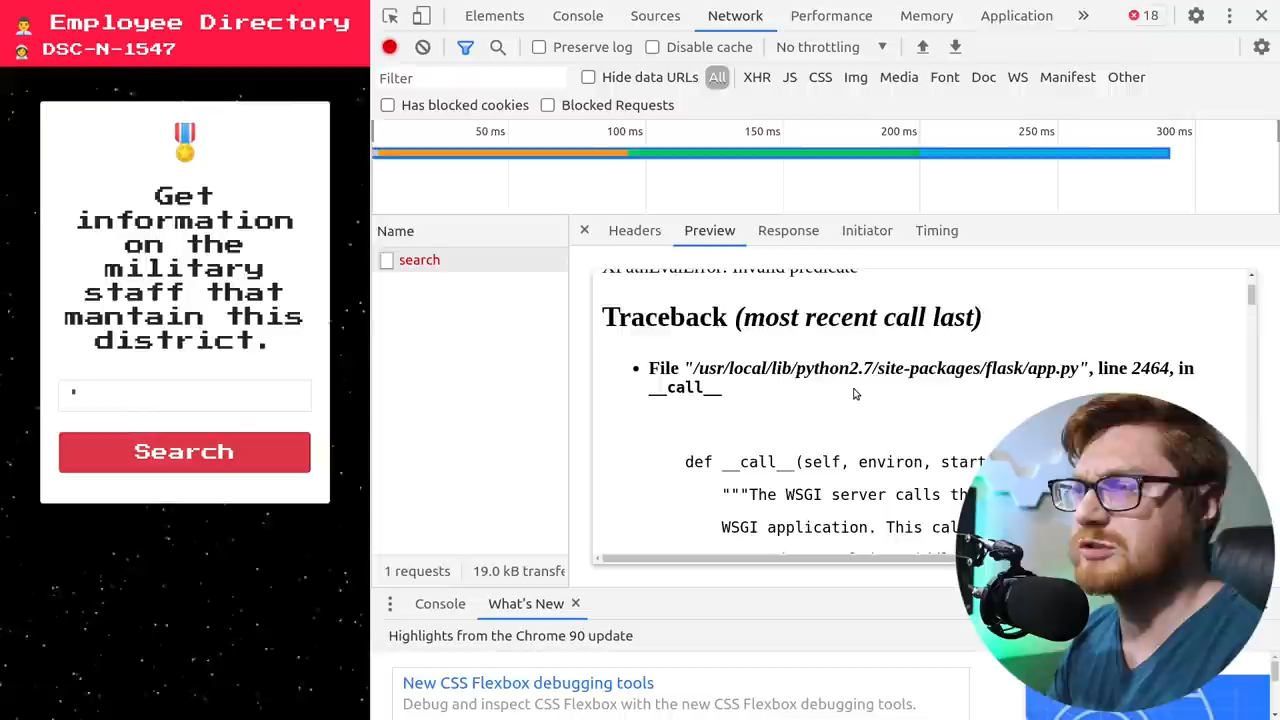 Employee Directory
DSC-N-1547
Get
information
on the
military
staff that
mantain this
district.
'
Search
Elements Console Sources Network Performance Memory Application » 18
Preserve log Disable cache No throttling
Filter Hide data URLs All XHR JS CSS Img Media Font Doc WS Manifest Other
Has blocked cookies Blocked Requests
50 ms 100 ms 150 ms 200 ms 250 ms 300 ms
Name
search
Headers Preview Response Initiator Timing
XPathEvalError: Invalid predicate
Traceback (most recent call last)
File "/usr/local/lib/python2.7/site-packages/flask/app.py", line 2464, in
__call__
def __call__(self, environ, start
"""The WSGI server calls th
WSGI application. This cal
1 requests 19.0 kB transfe
Console What's New
Highlights from the Chrome 90 update
New CSS Flexbox debugging tools
Debug and inspect CSS Flexbox with the new CSS Flexbox debugging tools.